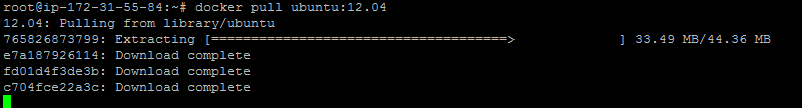 root@ip-172-31-55-84:~# docker pull ubuntu:12.04
12.04: Pulling from library/ubuntu
765826873799: Extracting [======================================>            ] 33.49 MB/44.36 MB
e7a187926114: Download complete
fd01d4f3de3b: Download complete
c704fce22a3c: Download complete